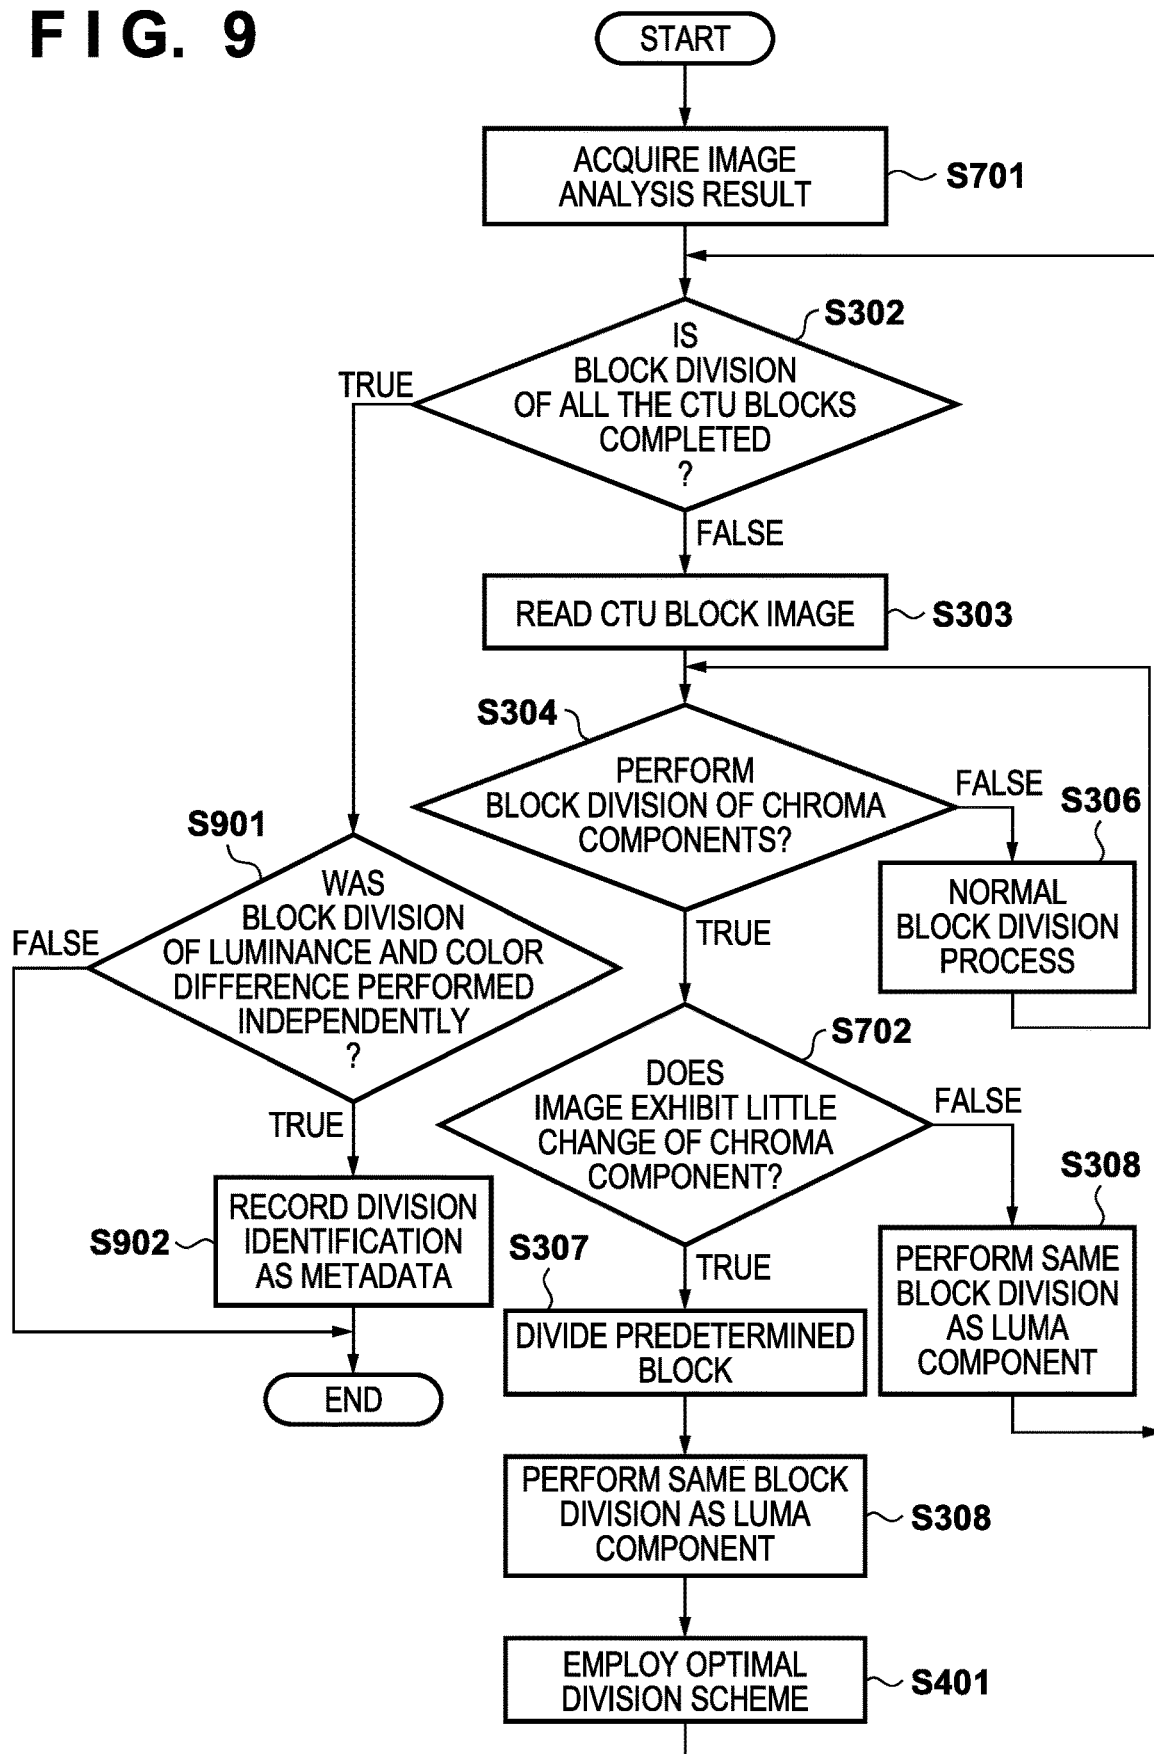 FIG. 9
START
ACQUIRE IMAGE
ANALYSIS RESULT
S701
S302
IS
BLOCK DIVISION
OF ALL THE CTU BLOCKS
COMPLETED
?
TRUE
FALSE
READ CTU BLOCK IMAGE
S303
S304
PERFORM
BLOCK DIVISION OF CHROMA
COMPONENTS?
FALSE
S306
NORMAL
BLOCK DIVISION
PROCESS
TRUE
S901
WAS
BLOCK DIVISION
OF LUMINANCE AND COLOR
DIFFERENCE PERFORMED
INDEPENDENTLY
?
FALSE
TRUE
S902
RECORD DIVISION
IDENTIFICATION
AS METADATA
END
S702
DOES
IMAGE EXHIBIT LITTLE
CHANGE OF CHROMA
COMPONENT?
FALSE
S308
PERFORM SAME
BLOCK DIVISION
AS LUMA
COMPONENT
TRUE
S307
DIVIDE PREDETERMINED
BLOCK
PERFORM SAME BLOCK
DIVISION AS LUMA
COMPONENT
S308
EMPLOY OPTIMAL
DIVISION SCHEME
S401